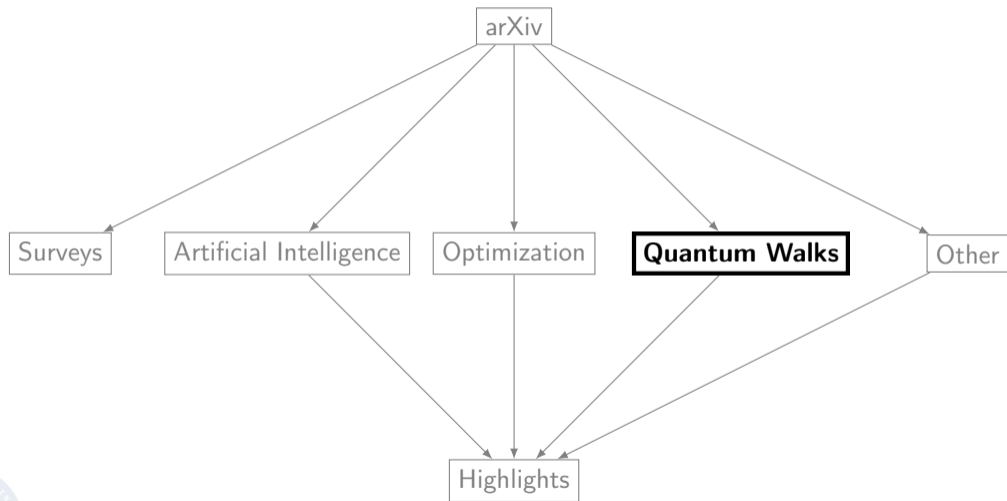 arXiv
Surveys
Artificial Intelligence
Optimization
Quantum Walks
Other
Highlights